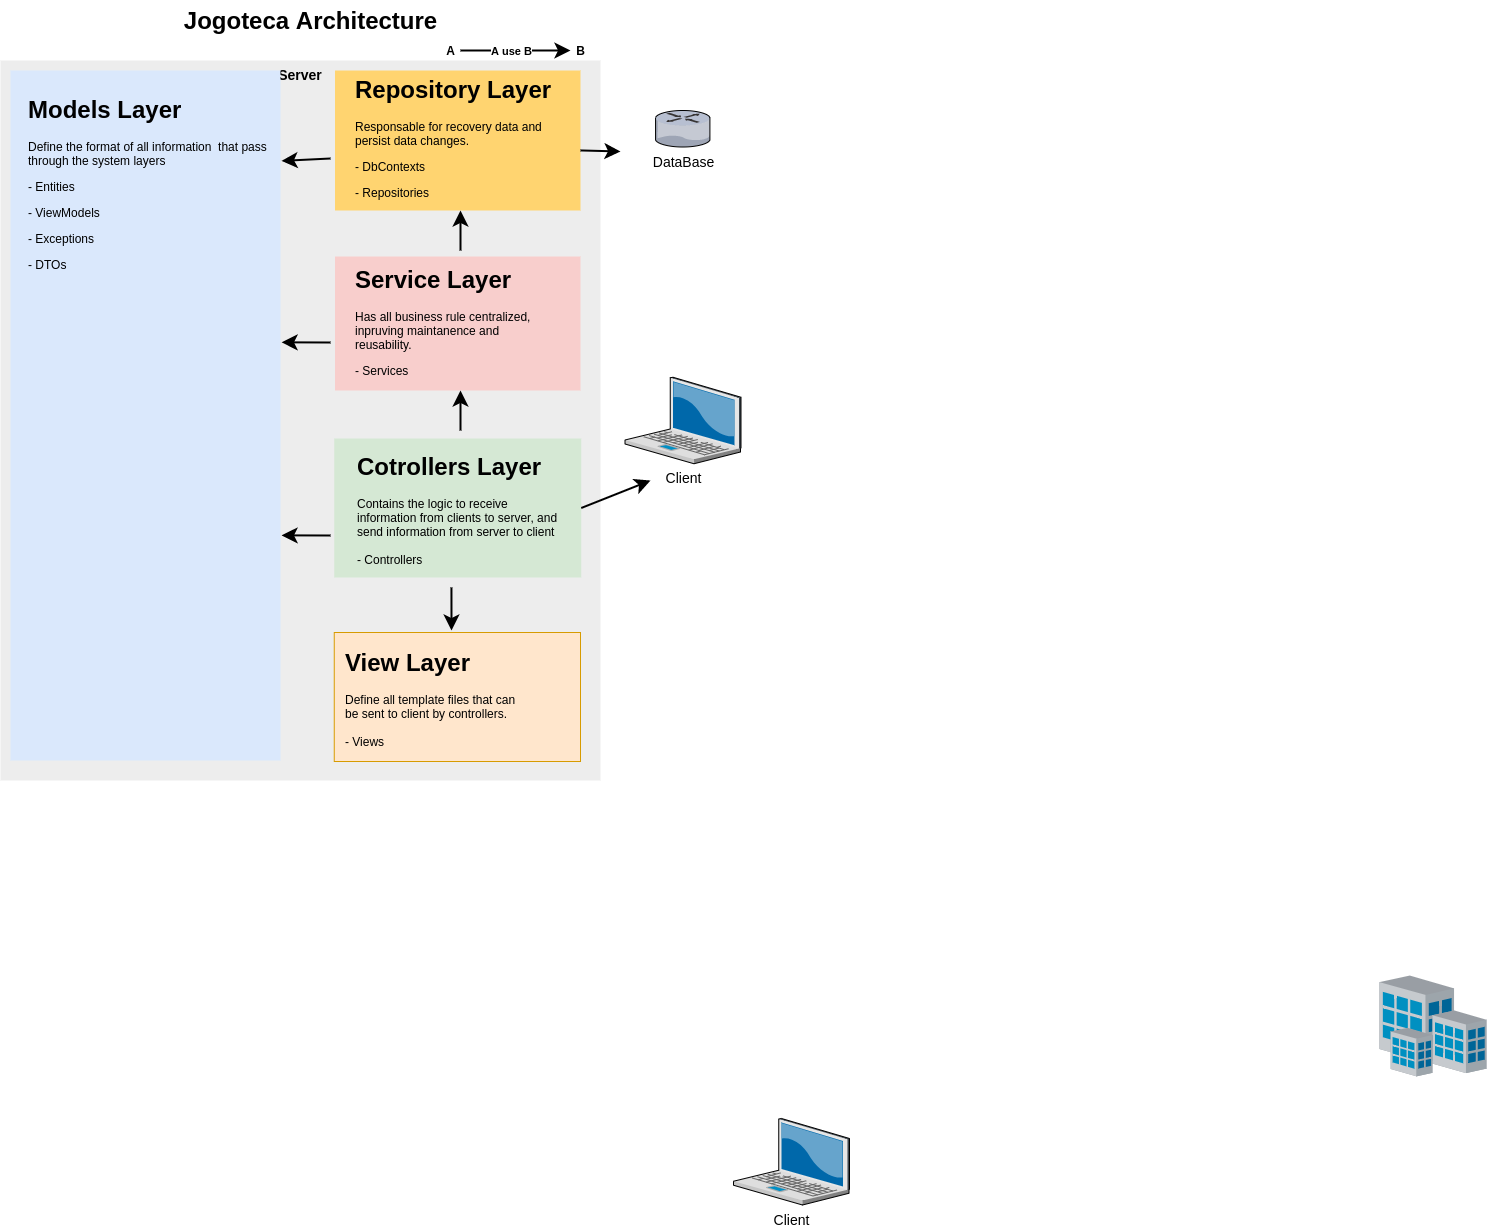 Jogoteca Architecture
A
A use B
B
Server
Models Layer
Define the format of all information  that pass
through the system layers
- Entities
- ViewModels
- Exceptions
- DTOs
Repository Layer
Responsable for recovery data and
persist data changes.
- DbContexts
- Repositories
DataBase
Service Layer
Has all business rule centralized,
inpruving maintanence and
reusability.
- Services
Client
Cotrollers Layer
Contains the logic to receive
information from clients to server, and
send information from server to client
- Controllers
View Layer
Define all template files that can
be sent to client by controllers.
- Views
Client